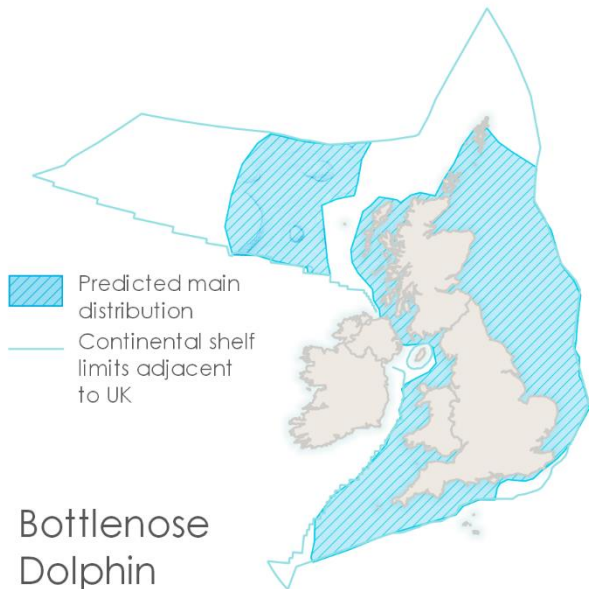 Predicted main
distribution
Continental shelf
limits adjacent
to UK
Bottlenose
Dolphin